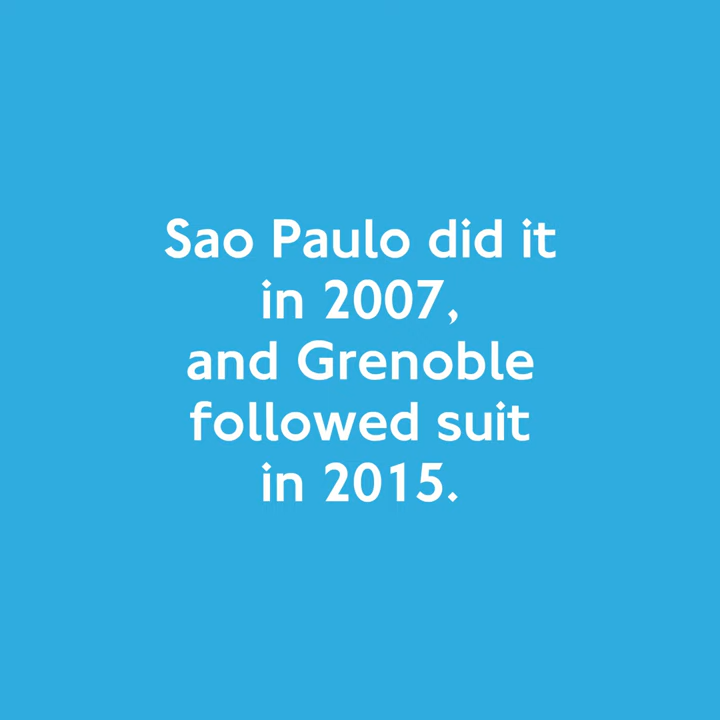 Sao Paulo did it
in 2007,
and Grenoble
followed suit
in 2015.